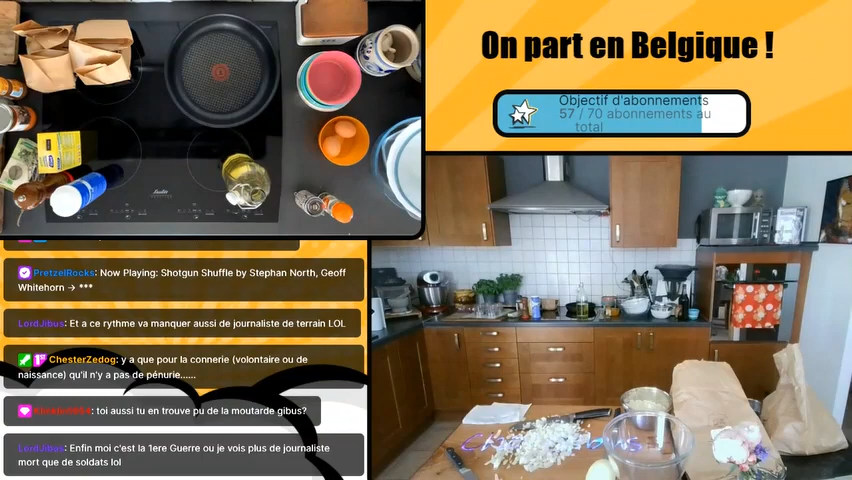 On part en Belgique !
Objectif d'abonnements
57 / 70 abonnements au
total
PretzelRocks: Now Playing: Shotgun Shuffle by Stephan North, Geoff
Whitehorn -> ***
LordJibus: Et a ce rythme va manquer aussi de journaliste de terrain LOL
ChesterZedog: y a que pour la connerie (volontaire ou de
naissance) qu'il n'y a pas de pénurie......
: toi aussi tu en trouve pu de la moutarde gibus?
LordJibus: Enfin moi c'est la 1ere Guerre ou je vois plus de journaliste
mort que de soldats lol